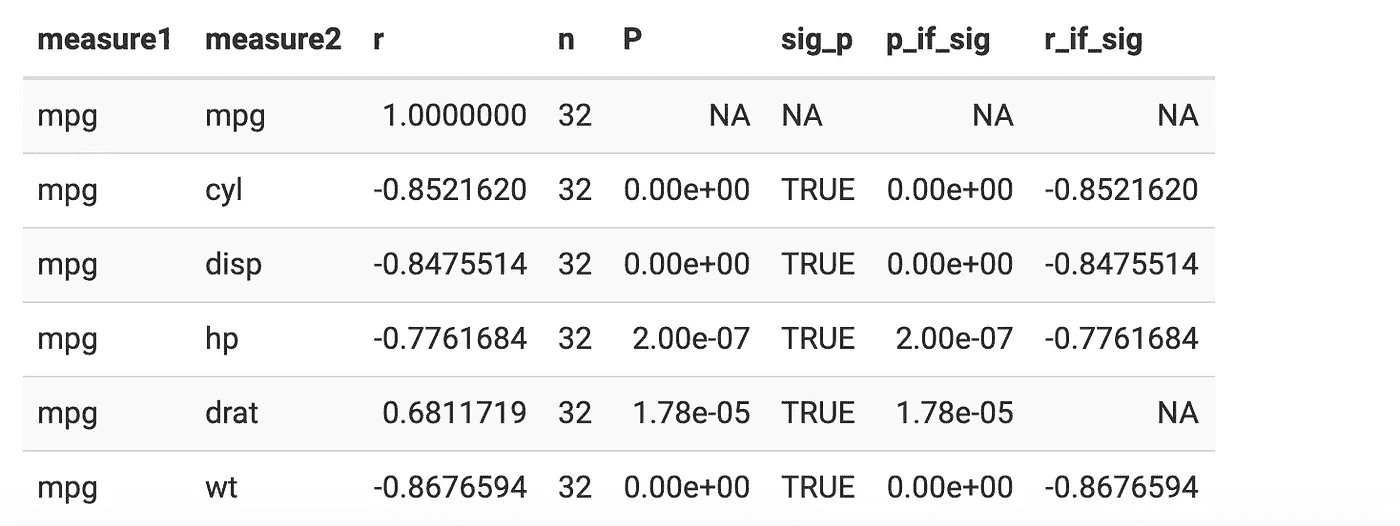 measure1 measure2 r n P sig_p p_if_sig r_if_sig
mpg mpg 1.0000000 32 NA NA NA NA
mpg cyl -0.8521620 32 0.00e+00 TRUE 0.00e+00 -0.8521620
mpg disp -0.8475514 32 0.00e+00 TRUE 0.00e+00 -0.8475514
mpg hp -0.7761684 32 2.00e-07 TRUE 2.00e-07 -0.7761684
mpg drat 0.6811719 32 1.78e-05 TRUE 1.78e-05 NA
mpg wt -0.8676594 32 0.00e+00 TRUE 0.00e+00 -0.8676594